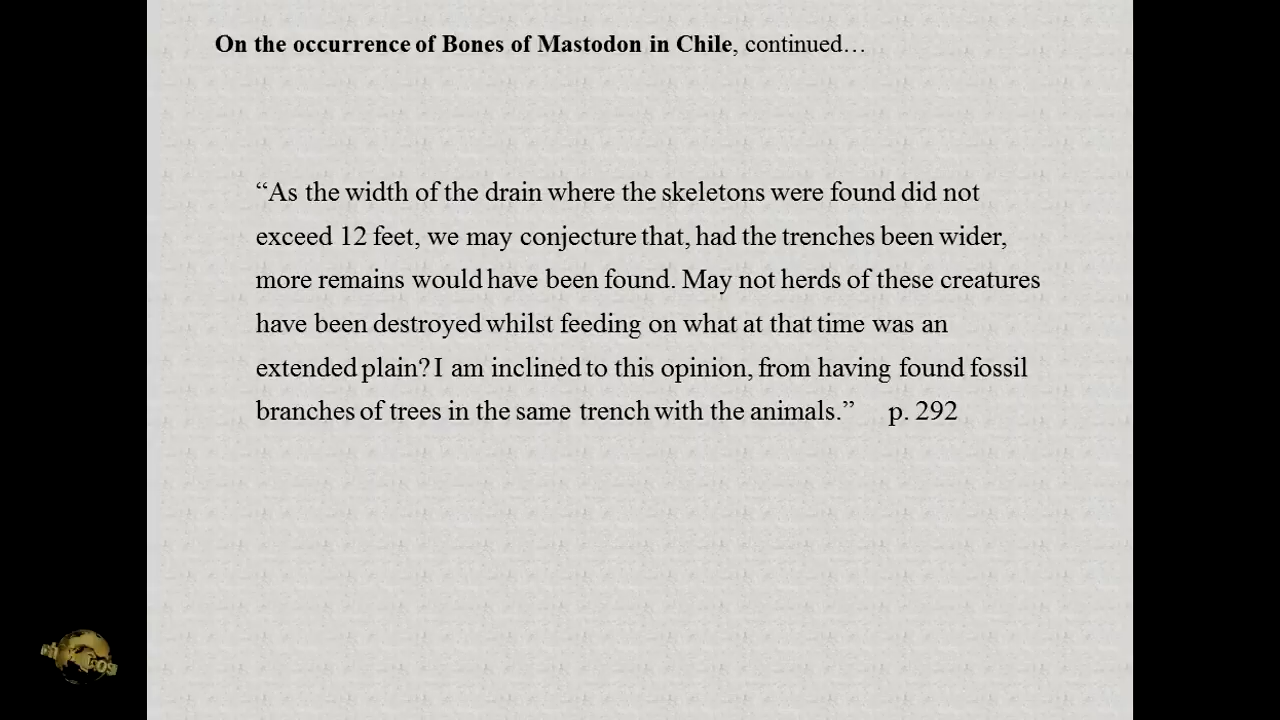 On the occurrence of Bones of Mastodon in Chile, continued…
“As the width of the drain where the skeletons were found did not
exceed 12 feet, we may conjecture that, had the trenches been wider,
more remains would have been found. May not herds of these creatures
have been destroyed whilst feeding on what at that time was an
extended plain? I am inclined to this opinion, from having found fossil
branches of trees in the same trench with the animals.” p. 292